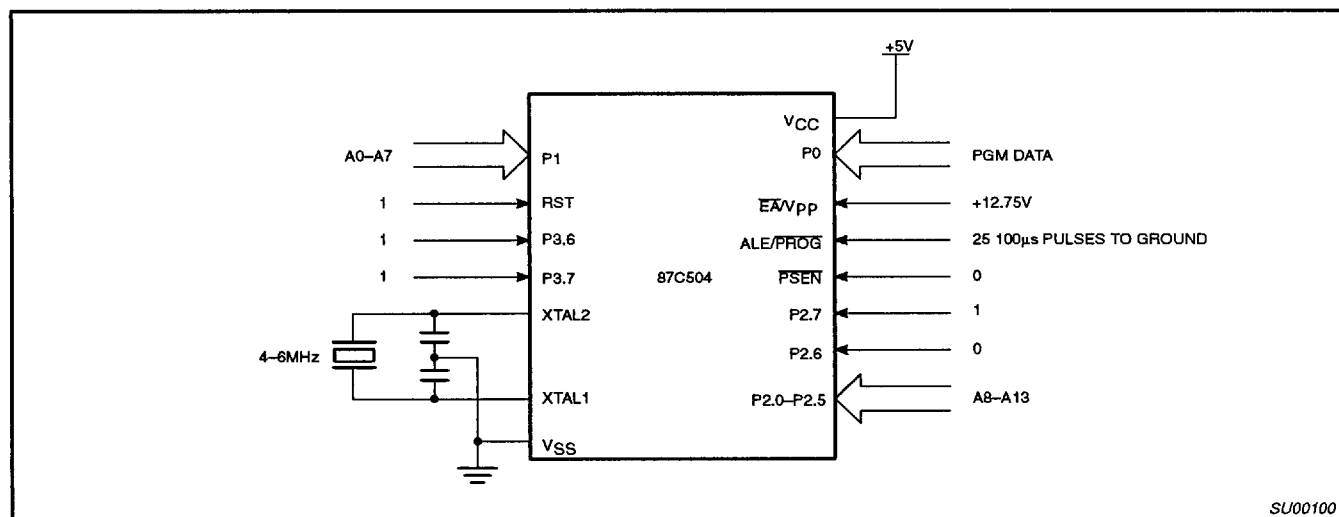 +5V
VCC
A0–A7
P1
P0
PGM DATA
1
RST
EA/VPP
+12.75V
1
P3.6
ALE/PROG
25 100μs PULSES TO GROUND
1
P3.7
87C504
PSEN
0
XTAL2
P2.7
1
4–6MHz
P2.6
0
XTAL1
P2.0–P2.5
A8–A13
VSS
SU00100